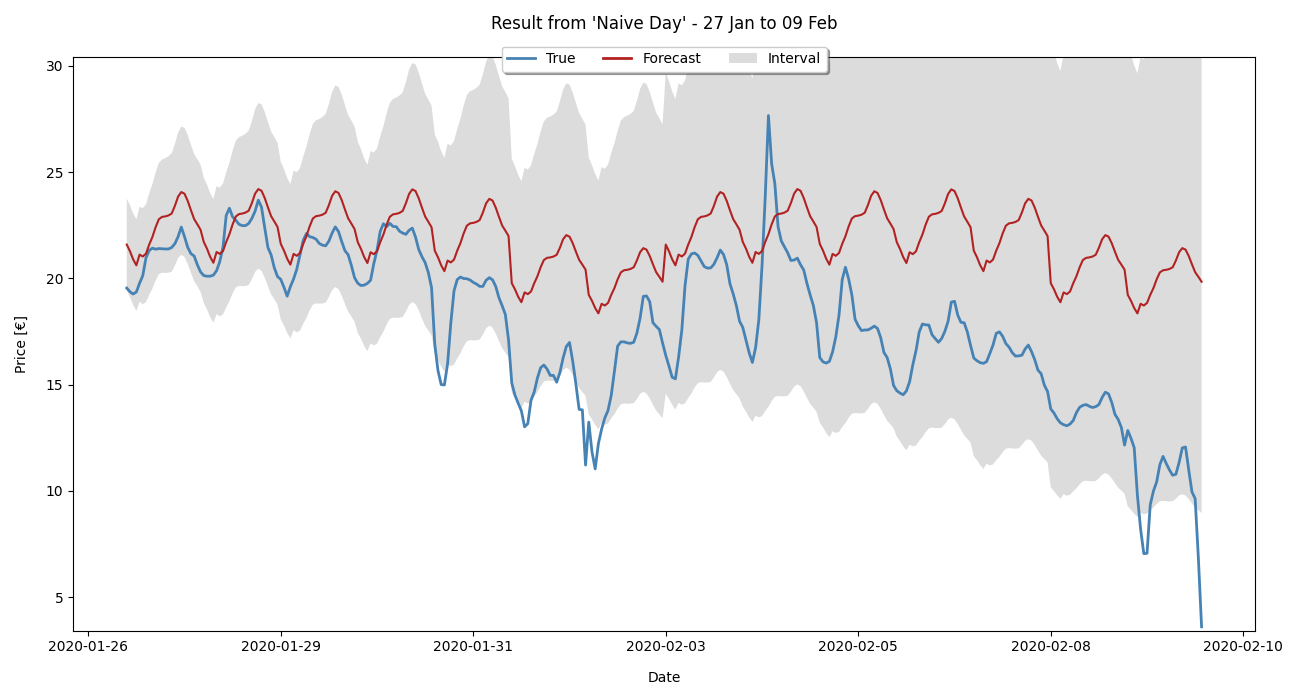 Result from 'Naive Day' - 27 Jan to 09 Feb
True Forecast Interval
30
25
20
15
10
5
Price [€]
2020-01-26 2020-01-29 2020-01-31 2020-02-03 2020-02-05 2020-02-08 2020-02-10
Date